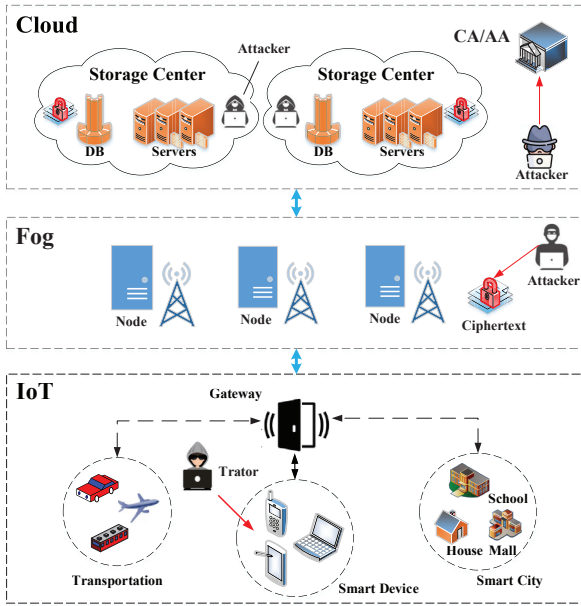 Cloud
CA/AA
Attacker
Storage Center
Storage Center
DB
Servers
DB
Servers
Attacker
Fog
Node
Node
Node
Ciphertext
Attacker
IoT
Gateway
Trator
School
House
Mall
Transportation
Smart Device
Smart City